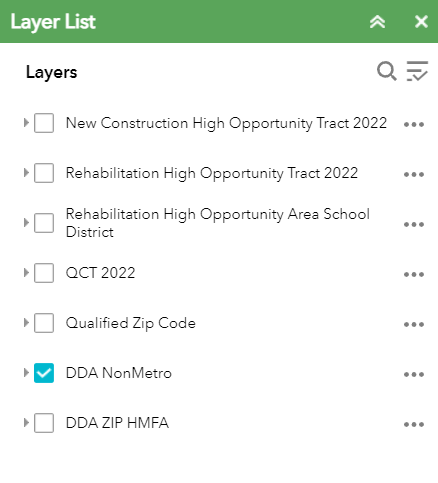 Layer List
Layers
New Construction High Opportunity Tract 2022
Rehabilitation High Opportunity Tract 2022
Rehabilitation High Opportunity Area School
District
QCT 2022
Qualified Zip Code
DDA NonMetro
DDA ZIP HMFA